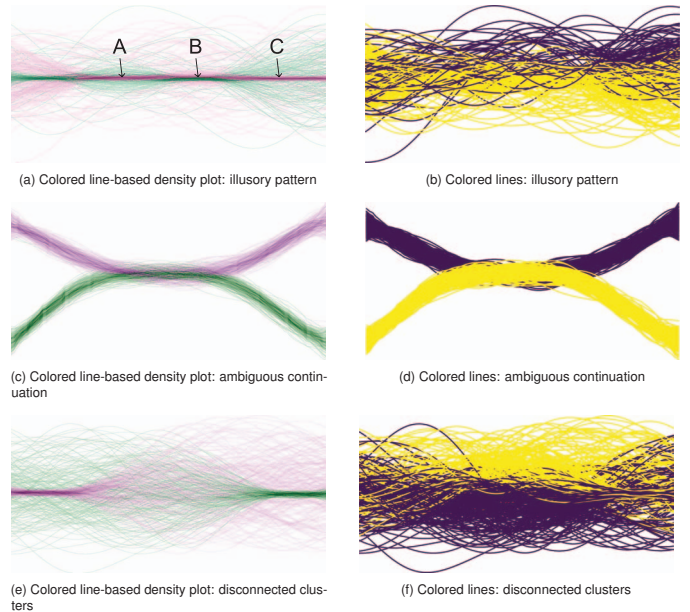 A B C
(a) Colored line-based density plot: illusory pattern
(b) Colored lines: illusory pattern
(c) Colored line-based density plot: ambiguous contin-
uation
(d) Colored lines: ambiguous continuation
(e) Colored line-based density plot: disconnected clus-
ters
(f) Colored lines: disconnected clusters